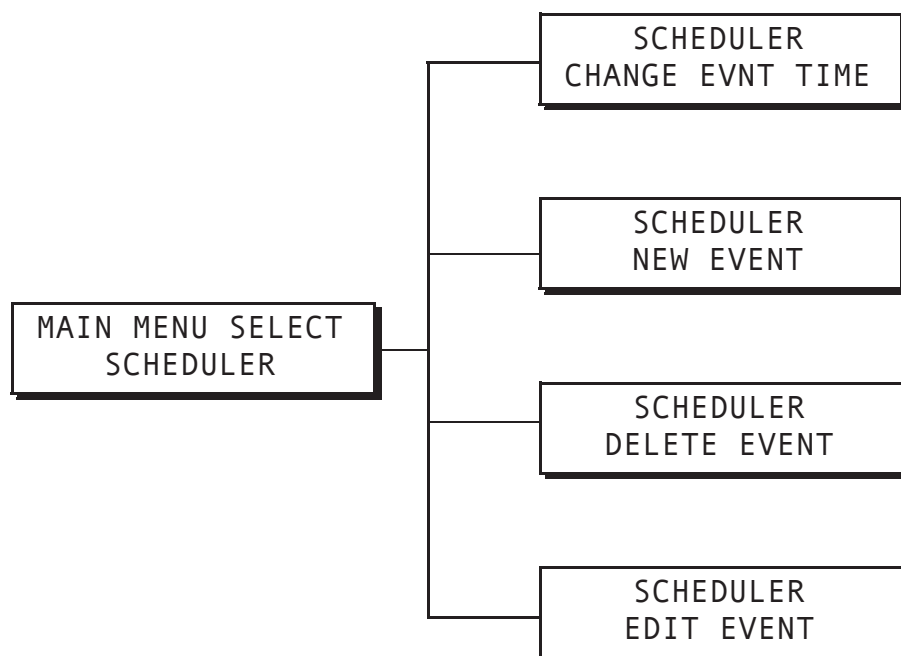 SCHEDULER
CHANGE EVNT TIME
SCHEDULER
NEW EVENT
MAIN MENU SELECT
SCHEDULER
SCHEDULER
DELETE EVENT
SCHEDULER
EDIT EVENT